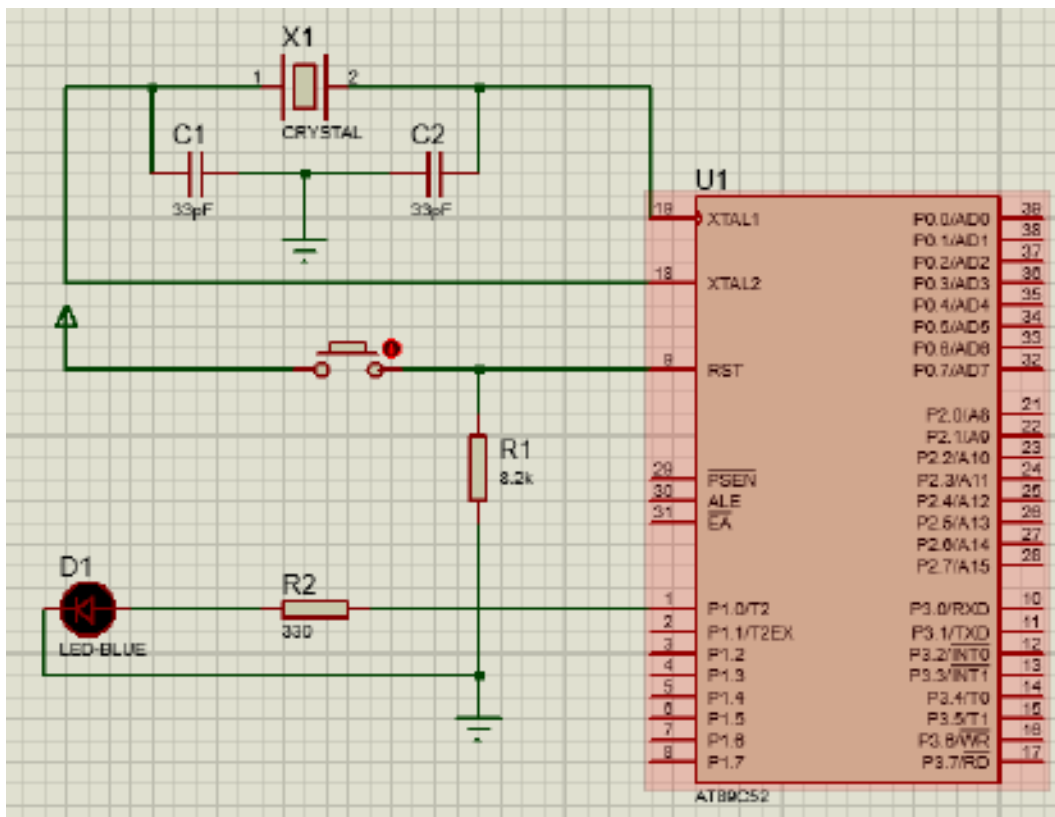 X1
1 2
CRYSTAL
C1 C2
33pF 33pF
U1
19 XTAL1 P0.0/AD0 39
P0.1/AD1 38
P0.2/AD2 37
18 XTAL2 P0.3/AD3 36
P0.4/AD4 35
P0.5/AD5 34
P0.6/AD6 33
9 RST P0.7/AD7 32
P2.0/A8 21
P2.1/A9 22
P2.2/A10 23
29 PSEN P2.3/A11 24
30 ALE P2.4/A12 25
31 EA P2.5/A13 26
P2.6/A14 27
P2.7/A15 28
R1
8.2k
D1
LED-BLUE
R2
330
1 P1.0/T2 P3.0/RXD 10
2 P1.1/T2EX P3.1/TXD 11
3 P1.2 P3.2/INT0 12
4 P1.3 P3.3/INT1 13
5 P1.4 P3.4/T0 14
6 P1.5 P3.5/T1 15
7 P1.6 P3.6/WR 16
8 P1.7 P3.7/RD 17
AT89C52